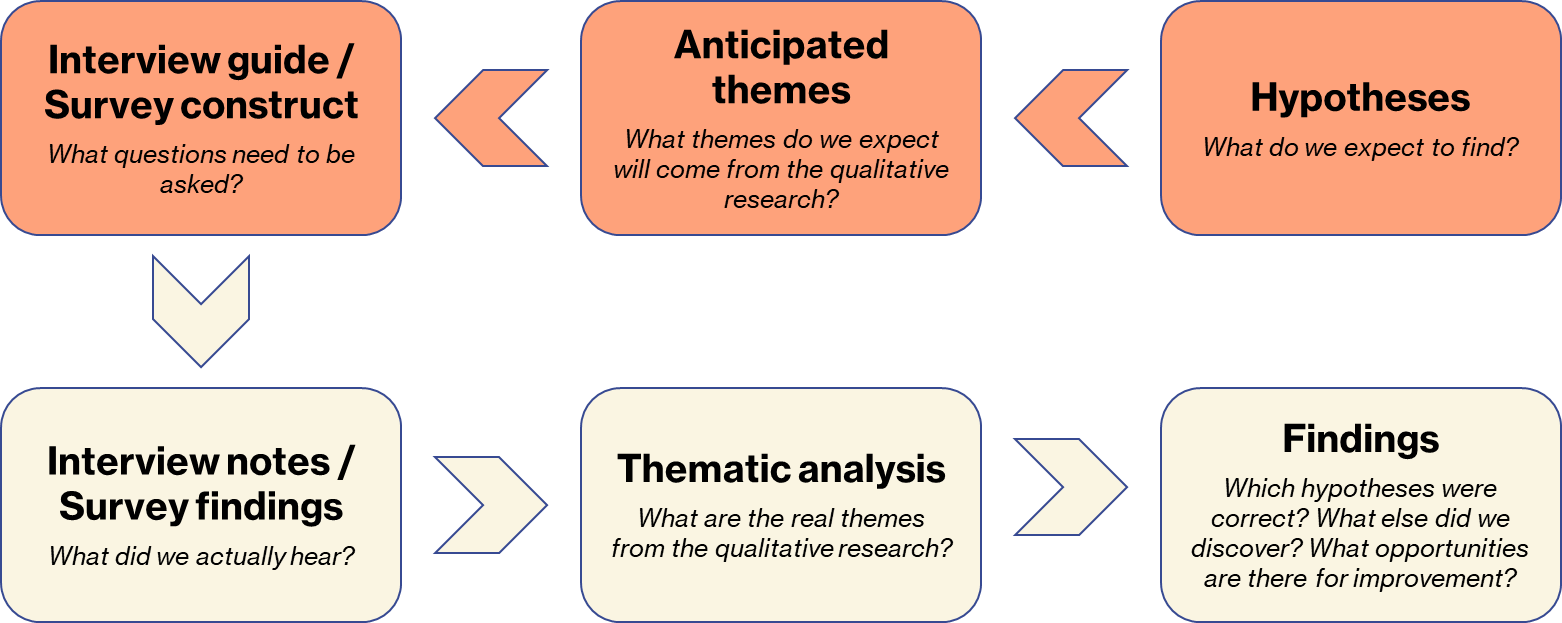 Interview guide /
Survey construct
What questions need to be
asked?
Anticipated
themes
What themes do we expect
will come from the qualitative
research?
Hypotheses
What do we expect to find?
Interview notes /
Survey findings
What did we actually hear?
Thematic analysis
What are the real themes
from the qualitative research?
Findings
Which hypotheses were
correct? What else did we
discover? What opportunities
are there for improvement?